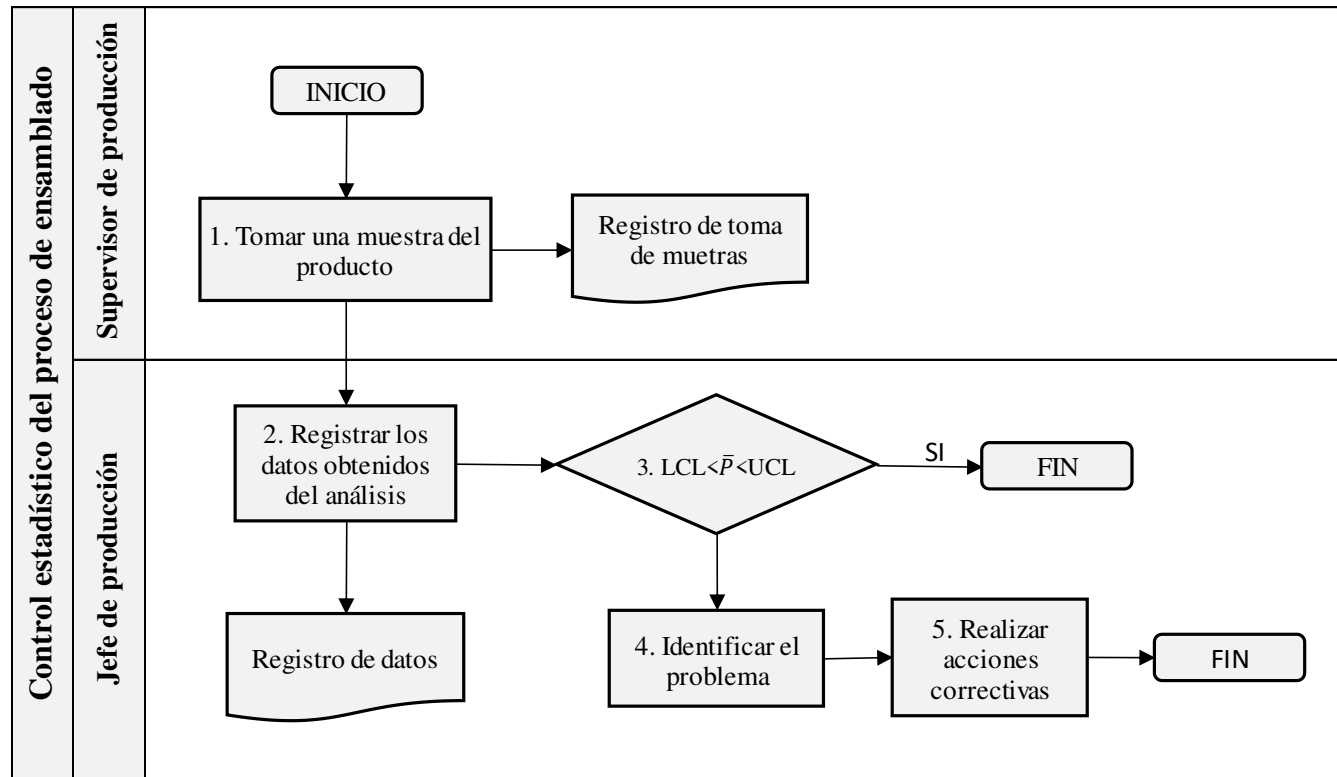 Control estadístico del proceso de ensamblado
Supervisor de producción
INICIO
1. Tomar una muestra del
producto
Registro de toma
de muetras
Jefe de producción
2. Registrar los
datos obtenidos
del análisis
3. LCL<P̅<UCL
SI
FIN
Registro de datos
4. Identificar el
problema
5. Realizar
acciones
correctivas
FIN